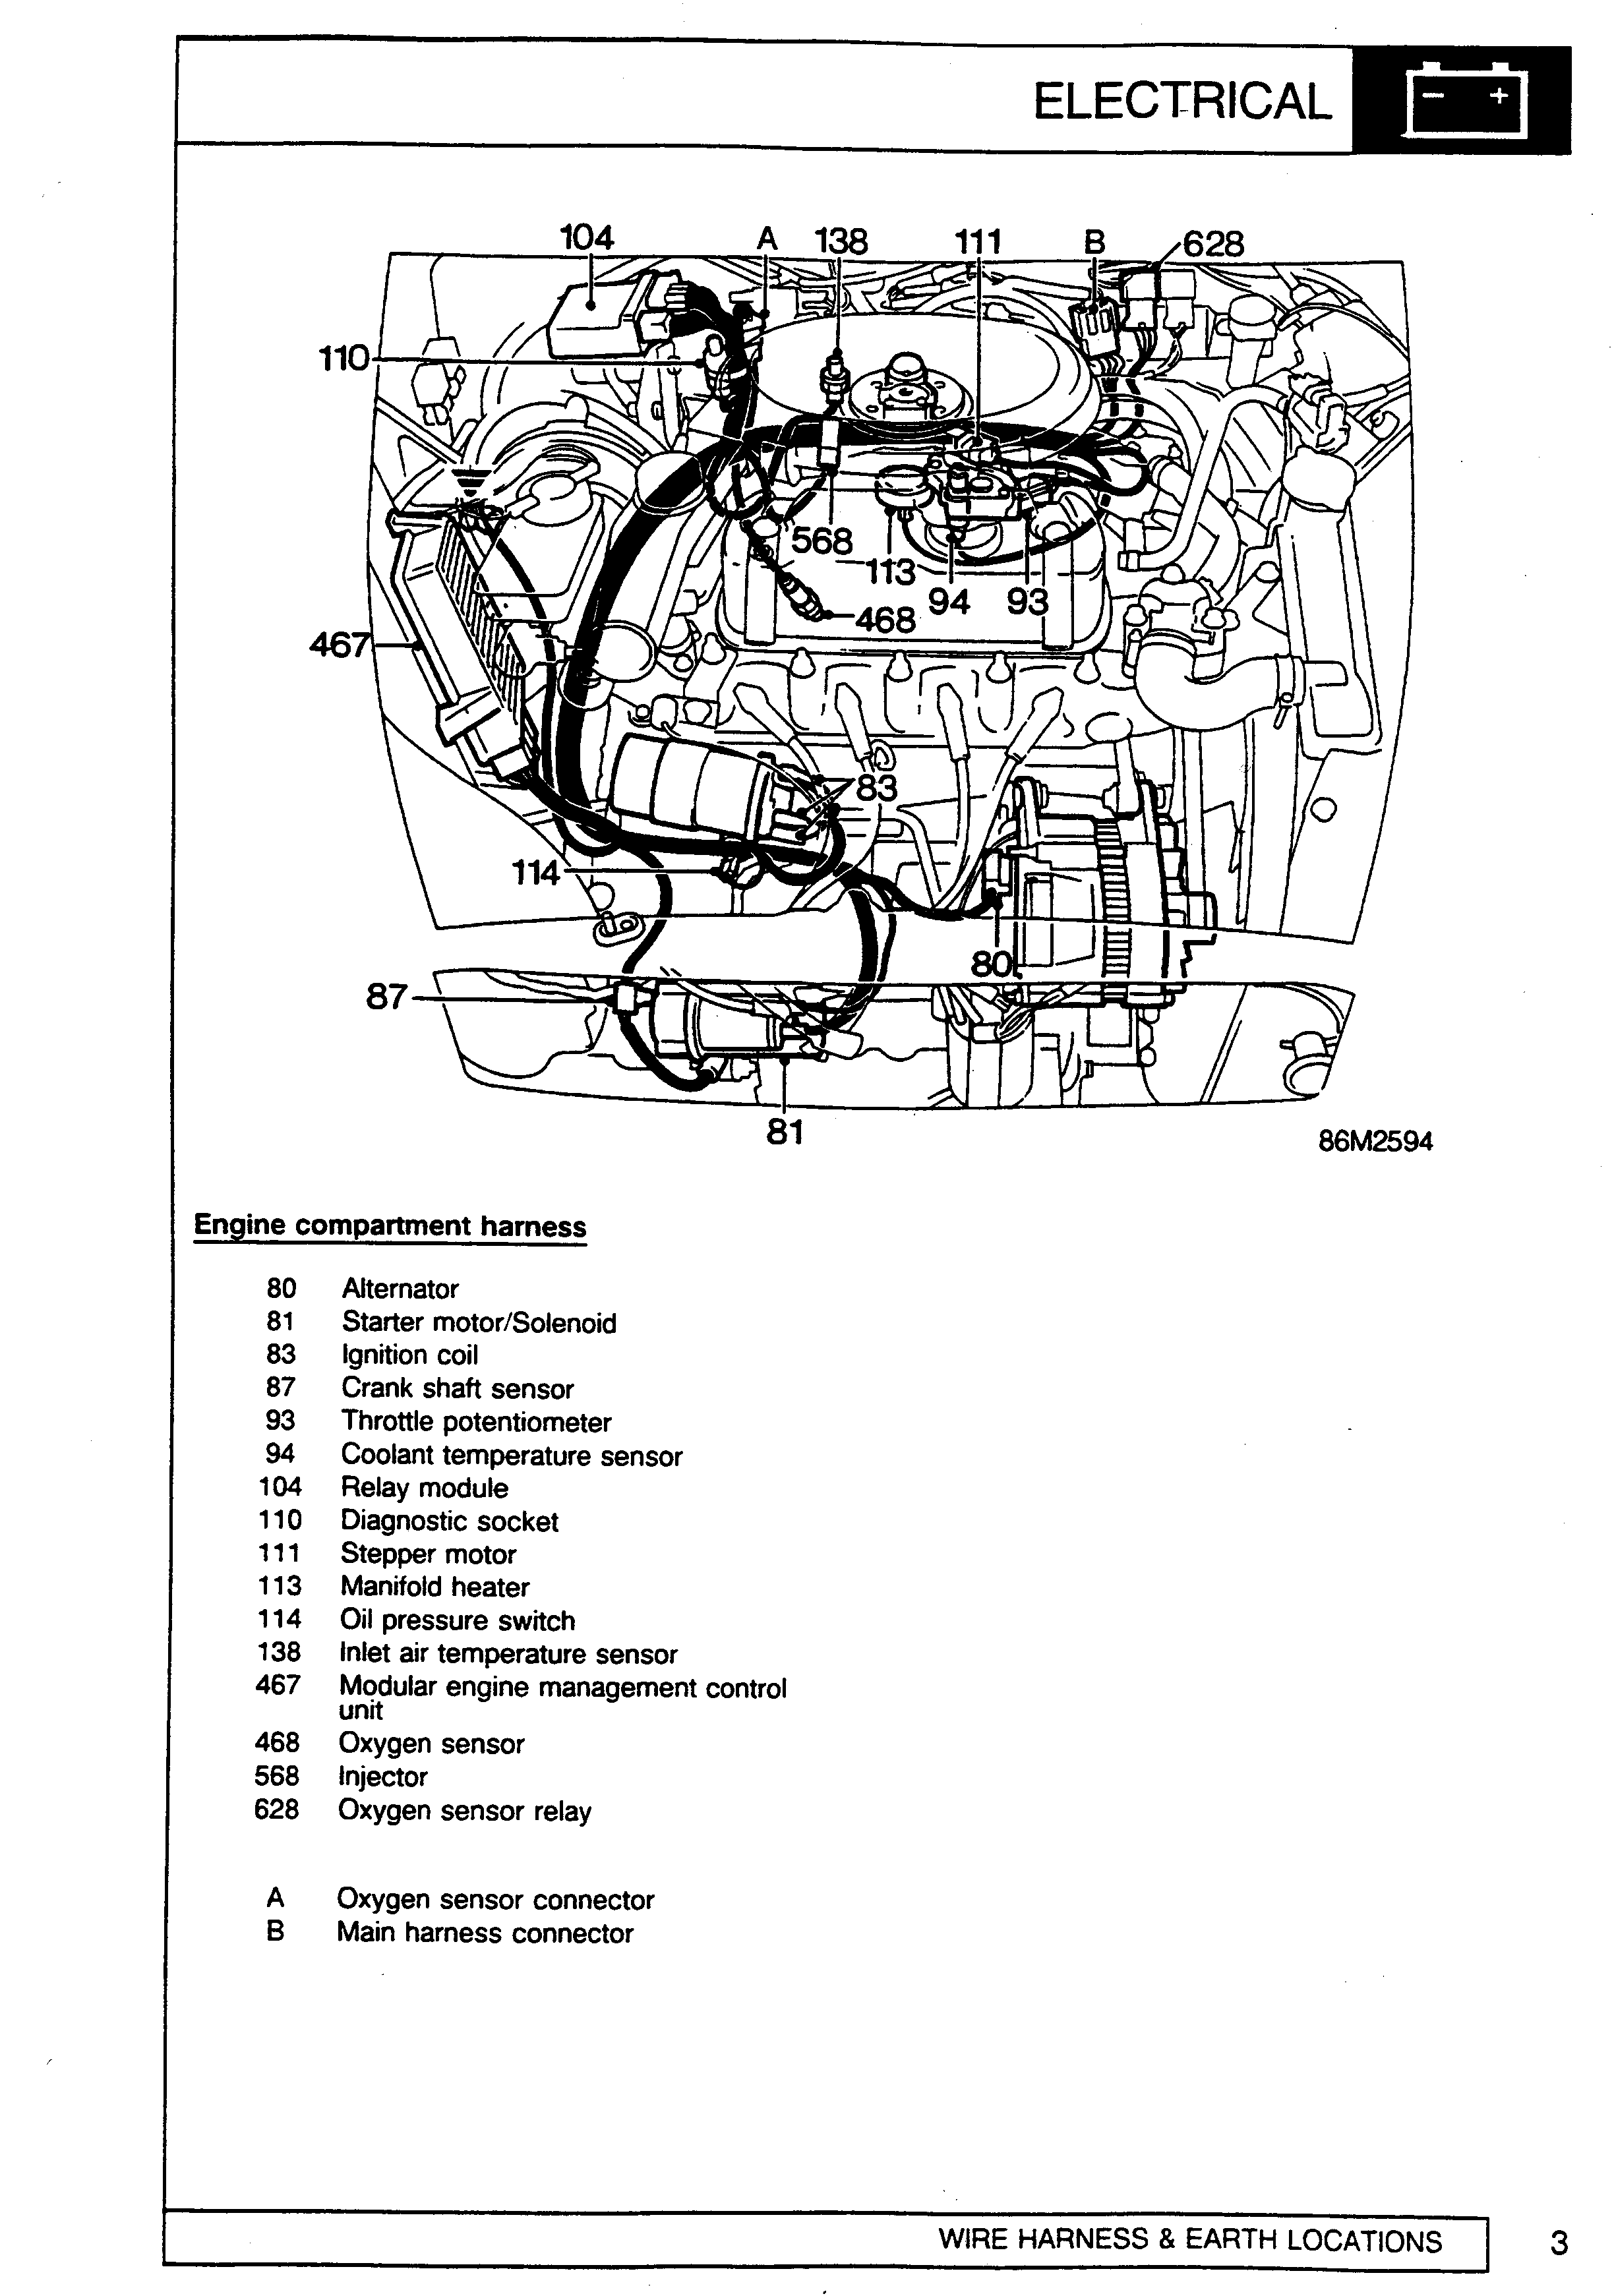 ELECTRICAL
- +
104 A 138 111 B 628
110
568
113
94 93
468
467
83
114
80
87
81
86M2594
Engine compartment harness
80 Alternator
81 Starter motor/Solenoid
83 Ignition coil
87 Crank shaft sensor
93 Throttle potentiometer
94 Coolant temperature sensor
104 Relay module
110 Diagnostic socket
111 Stepper motor
113 Manifold heater
114 Oil pressure switch
138 Inlet air temperature sensor
467 Modular engine management control
unit
468 Oxygen sensor
568 Injector
628 Oxygen sensor relay
A Oxygen sensor connector
B Main harness connector
WIRE HARNESS & EARTH LOCATIONS 3